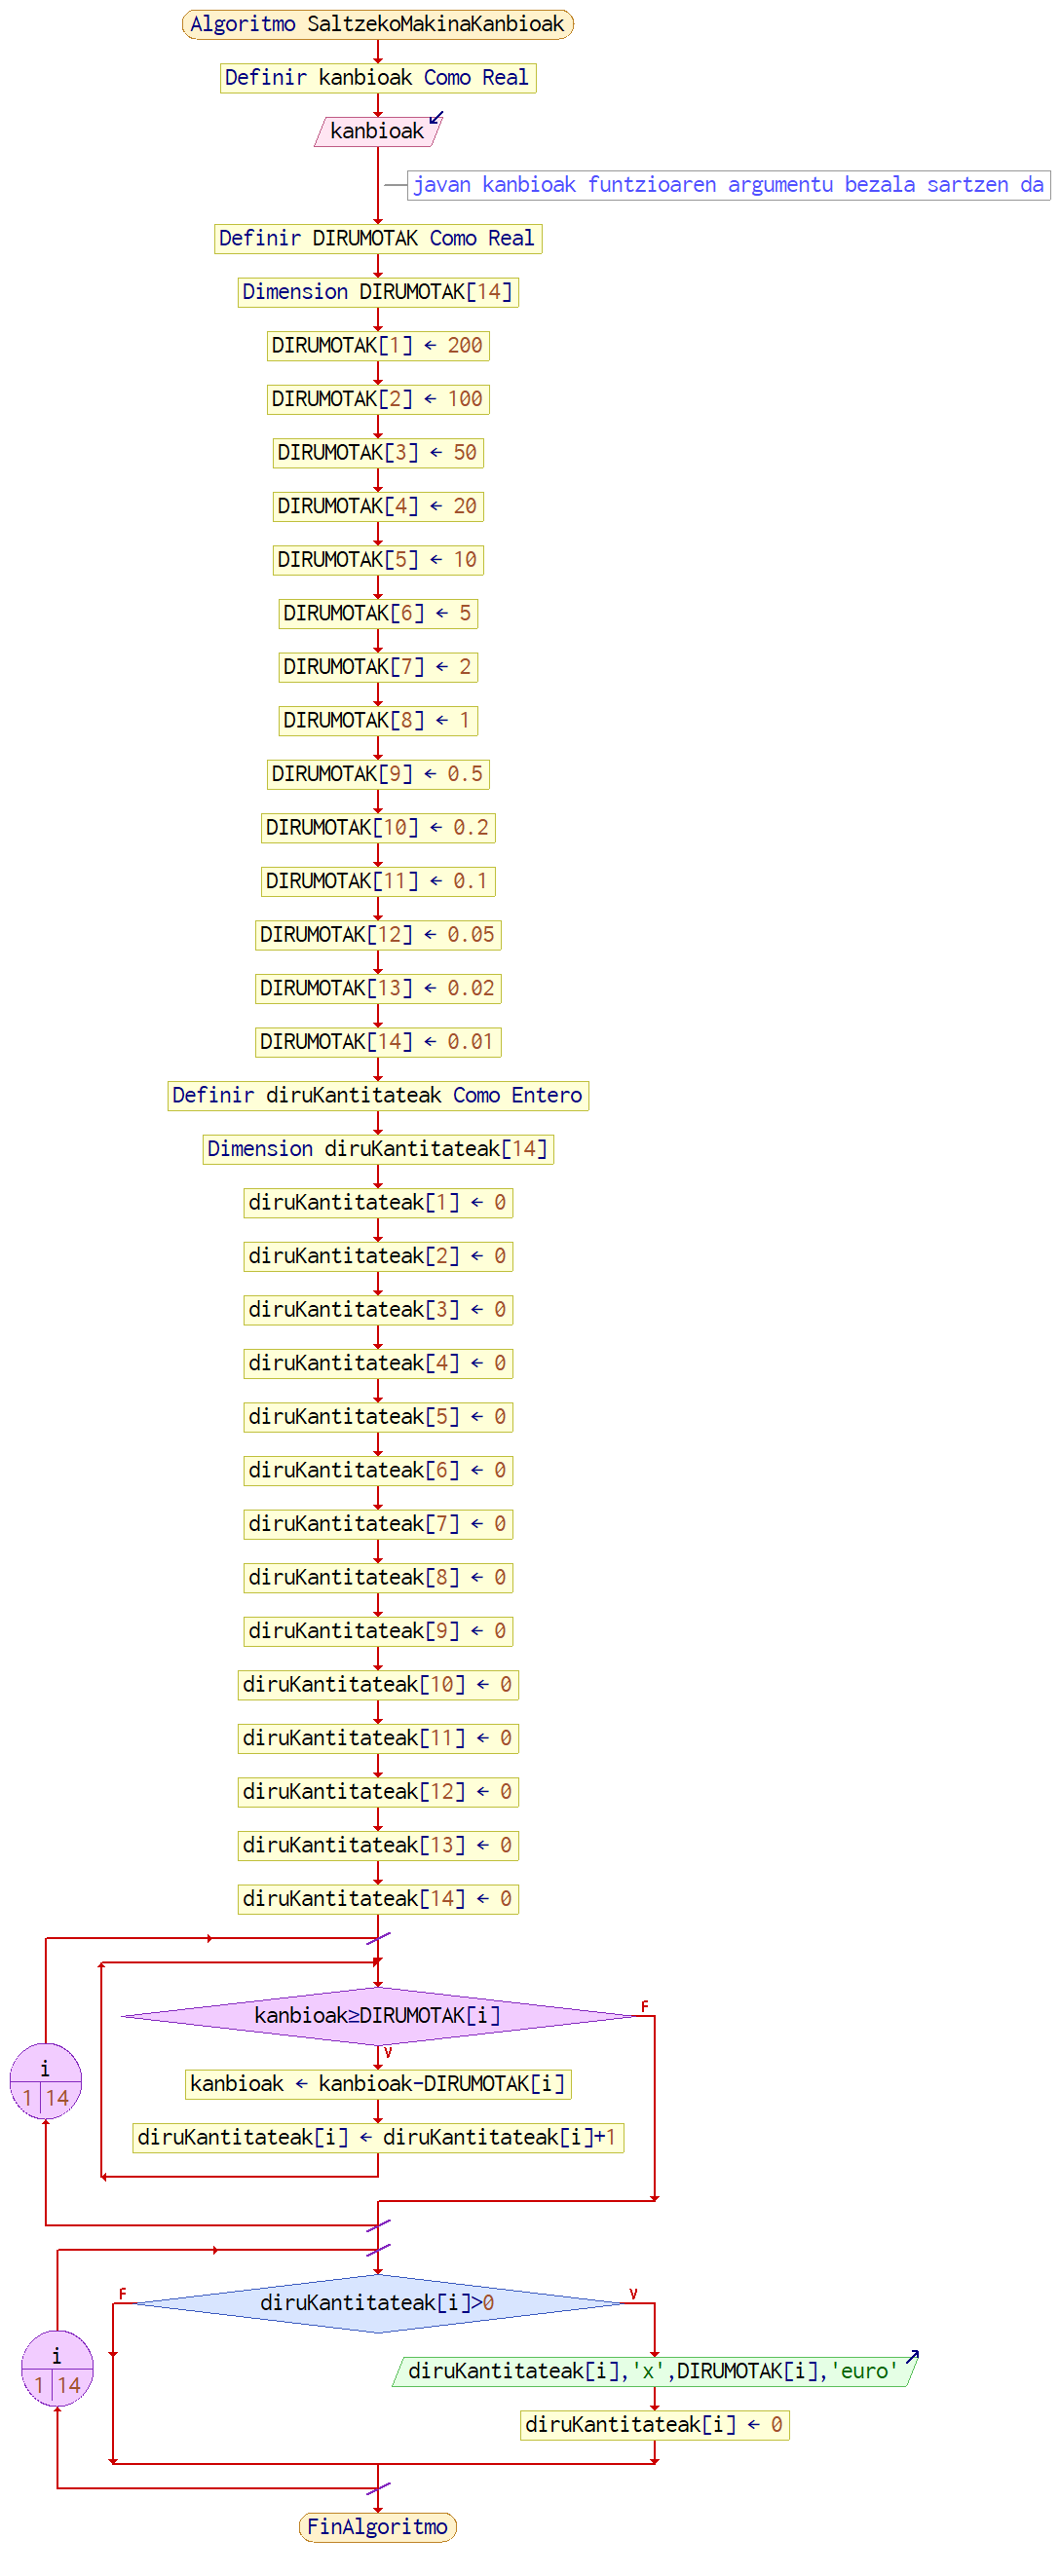 Algoritmo SaltzekoMakinaKanbioak
Definir kanbioak Como Real
kanbioak
javan kanbioak funtzioaren argumentu bezala sartzen da
Definir DIRUMOTAK Como Real
Dimension DIRUMOTAK[14]
DIRUMOTAK[1] ← 200
DIRUMOTAK[2] ← 100
DIRUMOTAK[3] ← 50
DIRUMOTAK[4] ← 20
DIRUMOTAK[5] ← 10
DIRUMOTAK[6] ← 5
DIRUMOTAK[7] ← 2
DIRUMOTAK[8] ← 1
DIRUMOTAK[9] ← 0.5
DIRUMOTAK[10] ← 0.2
DIRUMOTAK[11] ← 0.1
DIRUMOTAK[12] ← 0.05
DIRUMOTAK[13] ← 0.02
DIRUMOTAK[14] ← 0.01
Definir diruKantitateak Como Entero
Dimension diruKantitateak[14]
diruKantitateak[1] ← 0
diruKantitateak[2] ← 0
diruKantitateak[3] ← 0
diruKantitateak[4] ← 0
diruKantitateak[5] ← 0
diruKantitateak[6] ← 0
diruKantitateak[7] ← 0
diruKantitateak[8] ← 0
diruKantitateak[9] ← 0
diruKantitateak[10] ← 0
diruKantitateak[11] ← 0
diruKantitateak[12] ← 0
diruKantitateak[13] ← 0
diruKantitateak[14] ← 0
kanbioak≥DIRUMOTAK[i]
F
V
i
1 14
kanbioak ← kanbioak-DIRUMOTAK[i]
diruKantitateak[i] ← diruKantitateak[i]+1
F
diruKantitateak[i]>0
V
i
1 14
diruKantitateak[i],'x',DIRUMOTAK[i],'euro'
diruKantitateak[i] ← 0
FinAlgoritmo